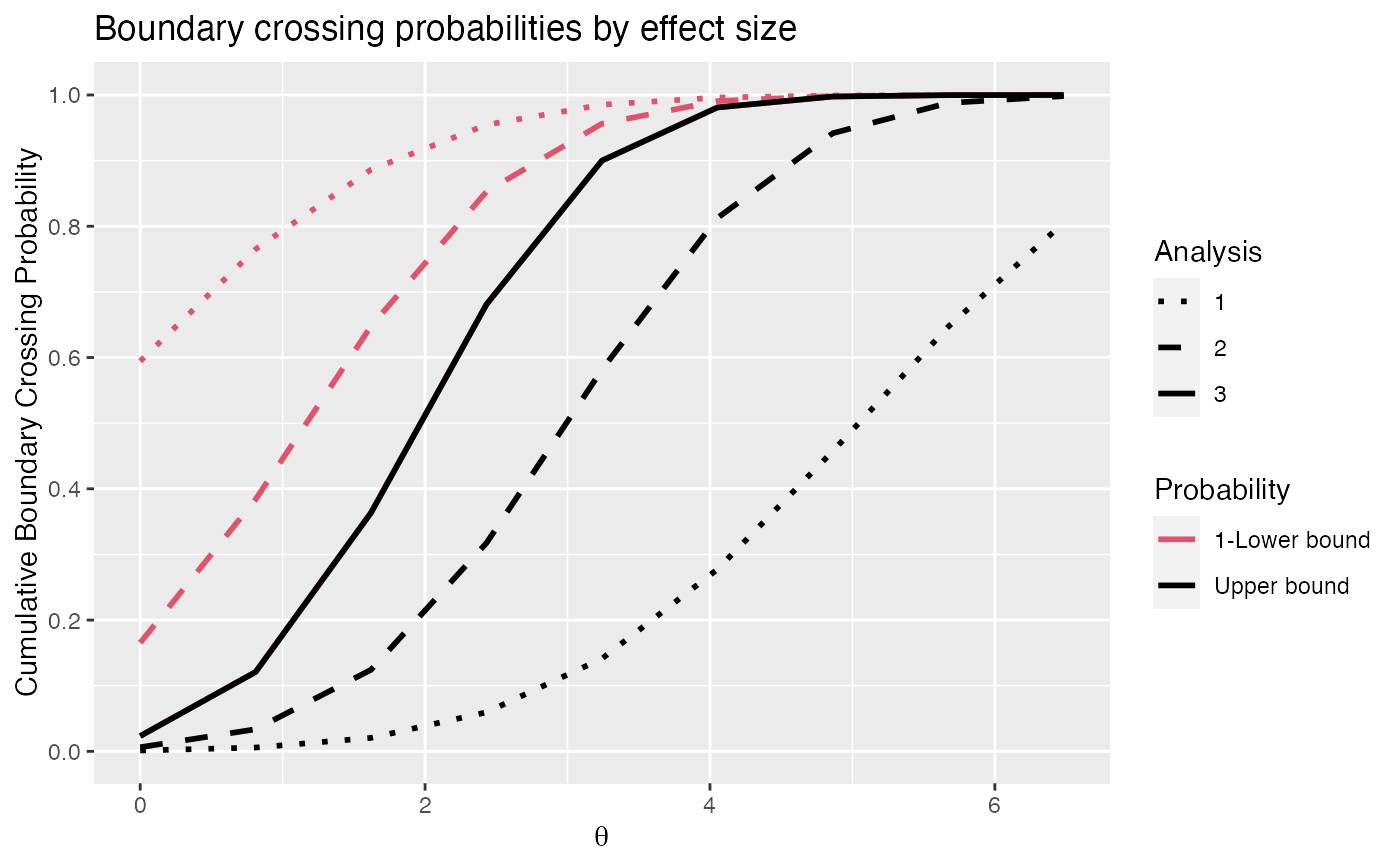 Boundary crossing probabilities by effect size
Cumulative Boundary Crossing Probability
1.0
0.8
0.6
0.4
0.2
0.0
0
2
4
6
θ
Analysis
1
2
3
Probability
1-Lower bound
Upper bound